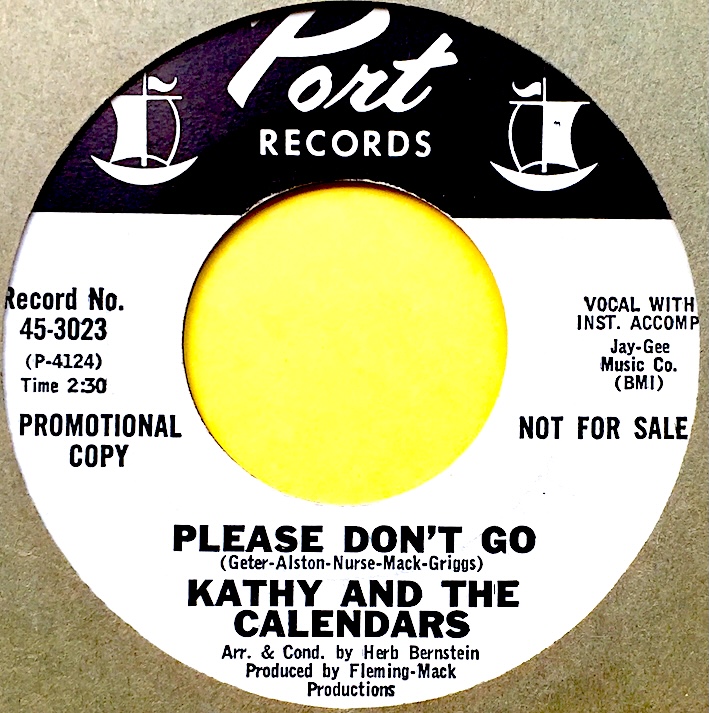 Port
RECORDS
Record No.
45-3023
(P-4124)
Time 2:30
PROMOTIONAL
COPY
VOCAL WITH
INST. ACCOMP
Jay-Gee
Music Co.
(BMI)
NOT FOR SALE
PLEASE DON'T GO
(Geter-Alston-Nurse-Mack-Griggs)
KATHY AND THE
CALENDARS
Arr. & Cond. by Herb Bernstein
Produced by Fleming-Mack
Productions